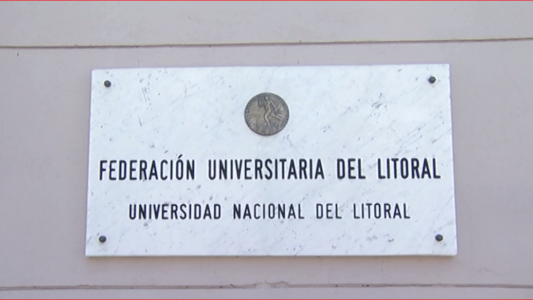 FEDERACIÓN UNIVERSITARIA DEL LITORAL
UNIVERSIDAD NACIONAL DEL LITORAL